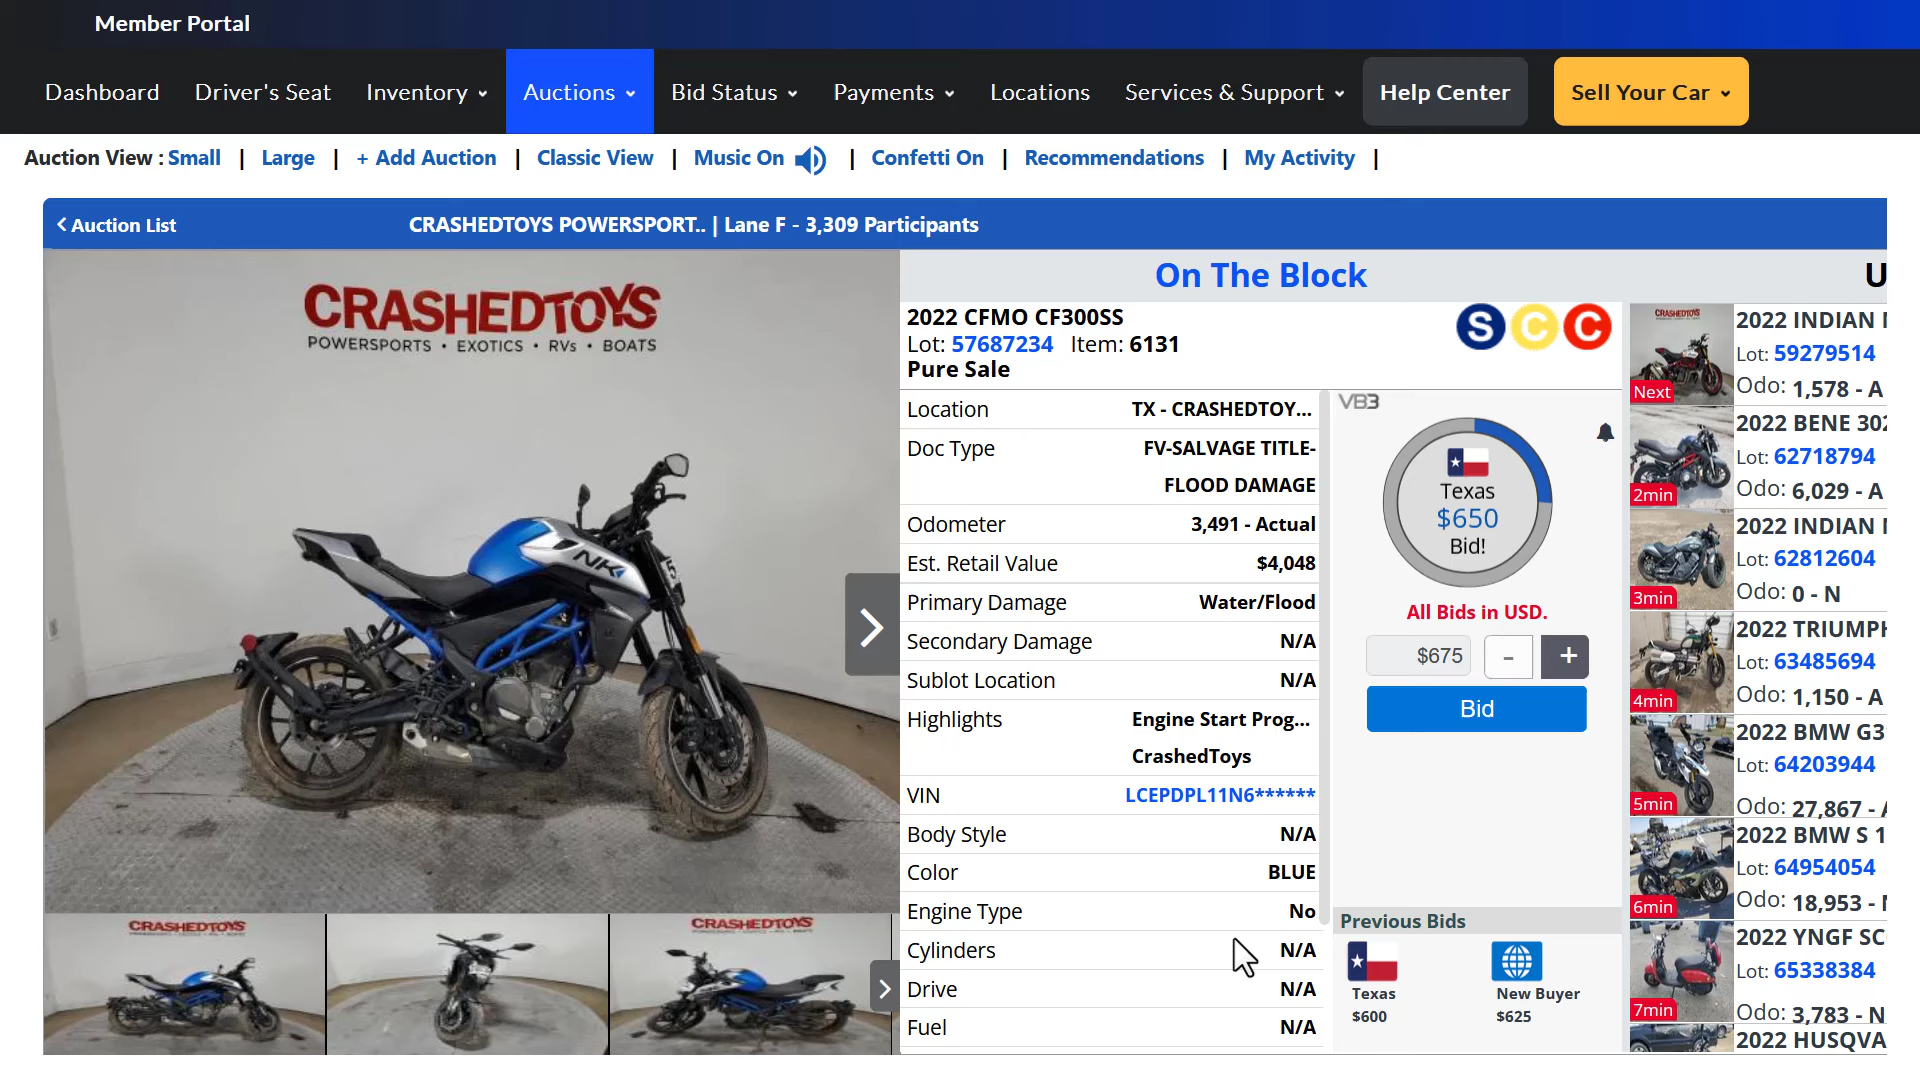 Member Portal
Dashboard Driver's Seat Inventory Auctions Bid Status Payments Locations Services & Support Help Center Sell Your Car
Auction View : Small | Large | + Add Auction | Classic View | Music On | Confetti On | Recommendations | My Activity |
Auction List CRASHEDTOYS POWERSPORT.. | Lane F - 3,309 Participants
CRASHEDTOYS
POWERSPORTS • EXOTICS • RVs • BOATS
NK
CRASHEDTOYS
CRASHEDTOYS
On The Block
2022 CFMO CF300SS
Lot: 57687234 Item: 6131
Pure Sale
S C C
Location TX - CRASHEDTOY...
Doc Type FV-SALVAGE TITLE-
FLOOD DAMAGE
Odometer 3,491 - Actual
Est. Retail Value $4,048
Primary Damage Water/Flood
Secondary Damage N/A
Sublot Location N/A
Highlights Engine Start Prog...
CrashedToys
VIN LCEPDPL11N6******
Body Style N/A
Color BLUE
Engine Type No
Cylinders N/A
Drive N/A
Fuel N/A
VB3
Texas
$650
Bid!
All Bids in USD.
$675 - +
Bid
Previous Bids
Texas
$600
New Buyer
$625
U
CRASHEDTOYS
Next
2022 INDIAN
Lot: 59279514
Odo: 1,578 - A
2min
2022 BENE 302
Lot: 62718794
Odo: 6,029 - A
3min
2022 INDIAN
Lot: 62812604
Odo: 0 - N
4min
2022 TRIUMPH
Lot: 63485694
Odo: 1,150 - A
5min
2022 BMW G3
Lot: 64203944
Odo: 27,867 - A
6min
2022 BMW S 1
Lot: 64954054
Odo: 18,953 -
7min
2022 YNGF SC
Lot: 65338384
Odo: 3,783 - N
2022 HUSQVA